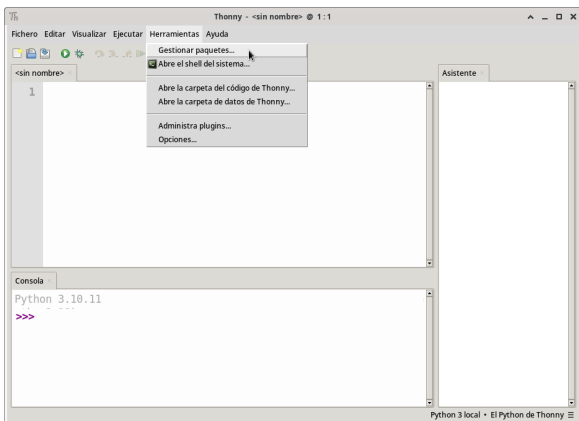 Thonny - <sin nombre> @ 1 : 1
Fichero Editar Visualizar Ejecutar Herramientas Ayuda
Gestionar paquetes...
Abre el shell del sistema...
Abre la carpeta del código de Thonny...
Abre la carpeta de datos de Thonny...
Administra plugins...
Opciones...
<sin nombre>
Asistente
1
Consola
Python 3.10.11
>>>
Python 3 local • El Python de Thonny ☰